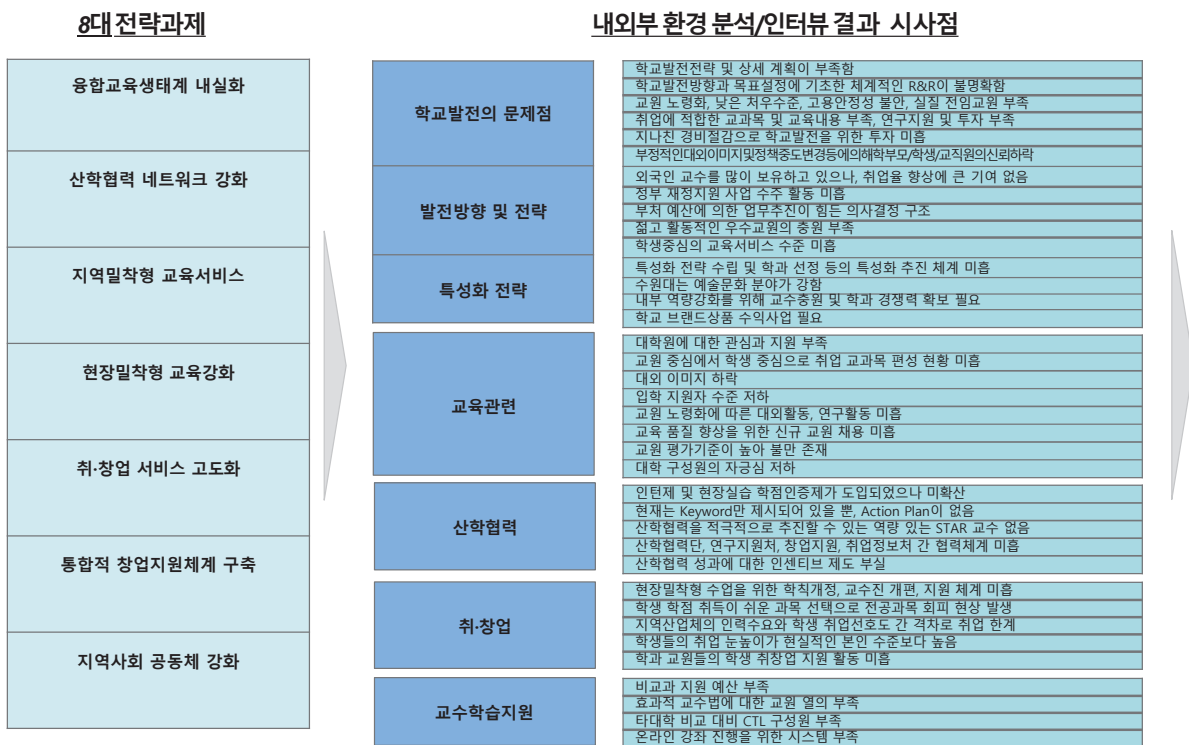 8대 전략과제
내외부 환경 분석/인터뷰 결과 시사점
융합교육생태계 내실화
산학협력 네트워크 강화
지역밀착형 교육서비스
현장밀착형 교육강화
취·창업 서비스 고도화
통합적 창업지원체계 구축
지역사회 공동체 강화
학교발전의 문제점
학교발전전략 및 상세 계획이 부족함
학교발전방향과 목표설정에 기초한 체계적인 R&R이 불명확함
교원 노령화, 낮은 처우수준, 고용안정성 불안, 실질 전임교원 부족
취업에 적합한 교과목 및 교육내용 부족, 연구지원 및 투자 부족
지나친 경비절감으로 학교발전을 위한 투자 미흡
부정적인대외이미지및정책중도변경등에의해학부모/학생/교직원의신뢰하락
발전방향 및 전략
외국인 교수를 많이 보유하고 있으나, 취업율 향상에 큰 기여 없음
정부 재정지원 사업 수주 활동 미흡
부처 예산에 의한 업무추진이 힘든 의사결정 구조
젊고 활동적인 우수교원의 충원 부족
학생중심의 교육서비스 수준 미흡
특성화 전략
특성화 전략 수립 및 학과 선정 등의 특성화 추진 체계 미흡
수원대는 예술문화 분야가 강함
내부 역량강화를 위해 교수충원 및 학과 경쟁력 확보 필요
학교 브랜드상품 수익사업 필요
교육관련
대학원에 대한 관심과 지원 부족
교원 중심에서 학생 중심으로 취업 교과목 편성 현황 미흡
대외 이미지 하락
입학 지원자 수준 저하
교원 노령화에 따른 대외활동, 연구활동 미흡
교육 품질 향상을 위한 신규 교원 채용 미흡
교원 평가기준이 높아 불만 존재
대학 구성원의 자긍심 저하
산학협력
인턴제 및 현장실습 학점인증제가 도입되었으나 미확산
현재는 Keyword만 제시되어 있을 뿐, Action Plan이 없음
산학협력을 적극적으로 추진할 수 있는 역량 있는 STAR 교수 없음
산학협력단, 연구지원처, 창업지원, 취업정보처 간 협력체계 미흡
산학협력 성과에 대한 인센티브 제도 부실
취·창업
현장밀착형 수업을 위한 학칙개정, 교수진 개편, 지원 체계 미흡
학생 학점 취득이 쉬운 과목 선택으로 전공과목 회피 현상 발생
지역산업체의 인력수요와 학생 취업선호도 간 격차로 취업 한계
학생들의 취업 눈높이가 현실적인 본인 수준보다 높음
학과 교원들의 학생 취창업 지원 활동 미흡
교수학습지원
비교과 지원 예산 부족
효과적 교수법에 대한 교원 열의 부족
타대학 비교 대비 CTL 구성원 부족
온라인 강좌 진행을 위한 시스템 부족